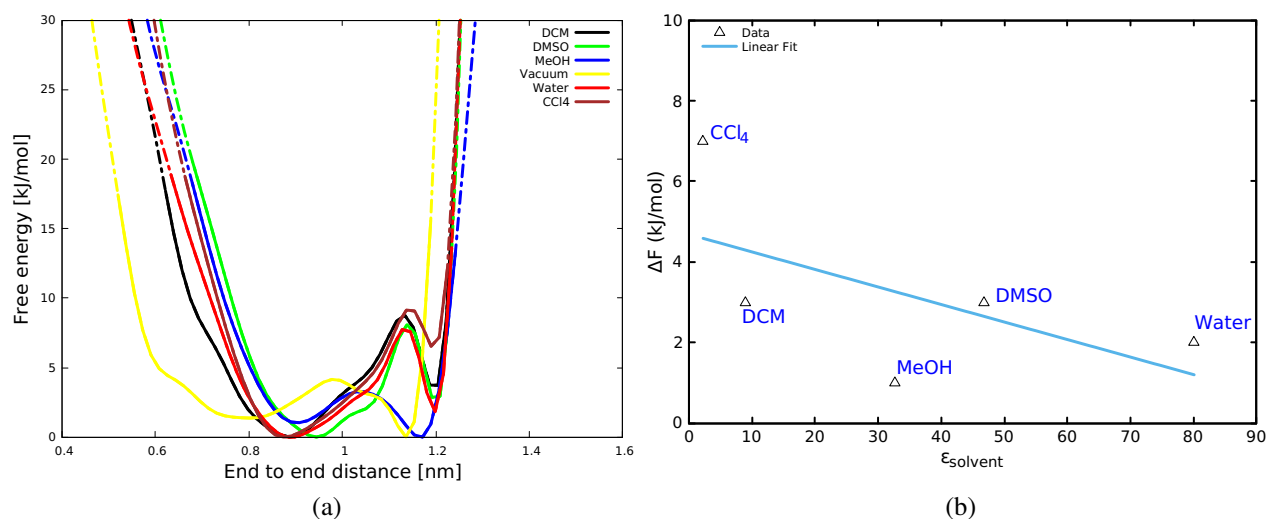 Free energy [kJ/mol]
30
25
20
15
10
5
0
DCM
DMSO
MeOH
Vacuum
Water
CCl4
0.4 0.6 0.8 1 1.2 1.4 1.6
End to end distance [nm]
(a)
ΔF (kJ/mol)
10
8
6
4
2
0
Data
Linear Fit
CCl₄
DCM
MeOH
DMSO
Water
0 10 20 30 40 50 60 70 80 90
εsolvent
(b)